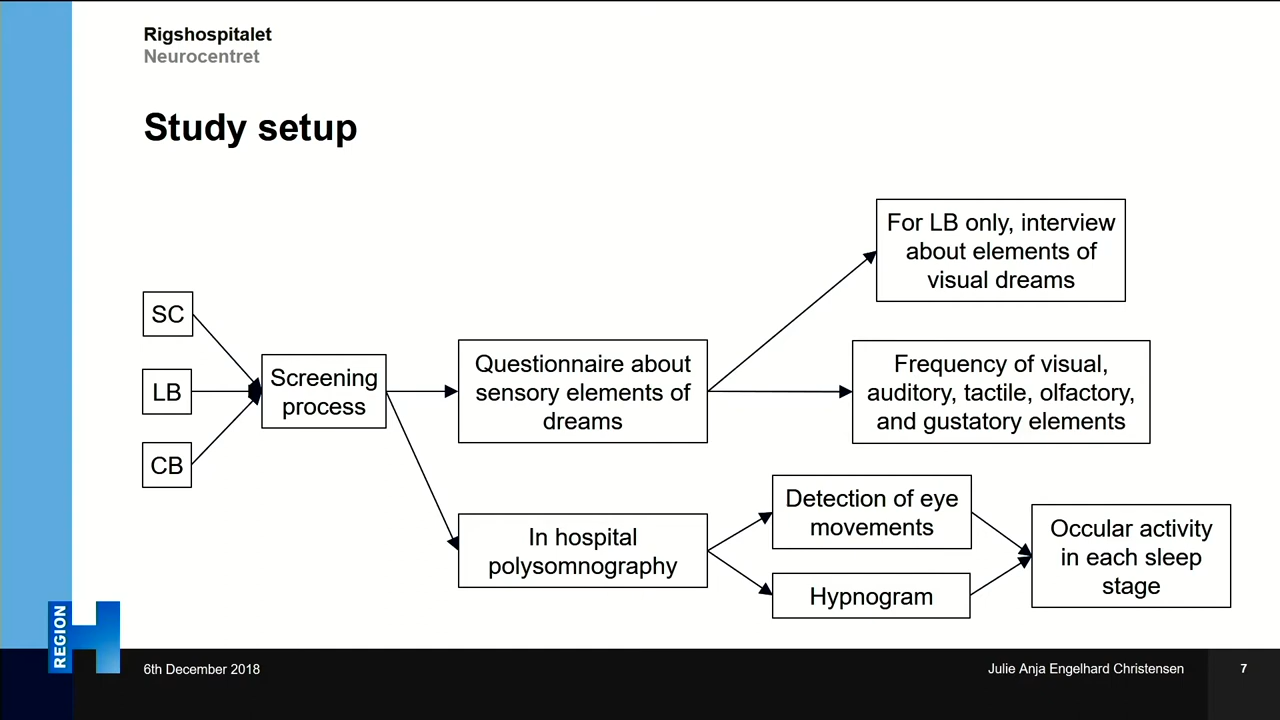 Rigshospitalet
Neurocentret
Study setup
SC
LB
CB
Screening
process
Questionnaire about
sensory elements of
dreams
In hospital
polysomnography
For LB only, interview
about elements of
visual dreams
Frequency of visual,
auditory, tactile, olfactory,
and gustatory elements
Detection of eye
movements
Hypnogram
Occular activity
in each sleep
stage
REGION H
6th December 2018
Julie Anja Engelhard Christensen
7